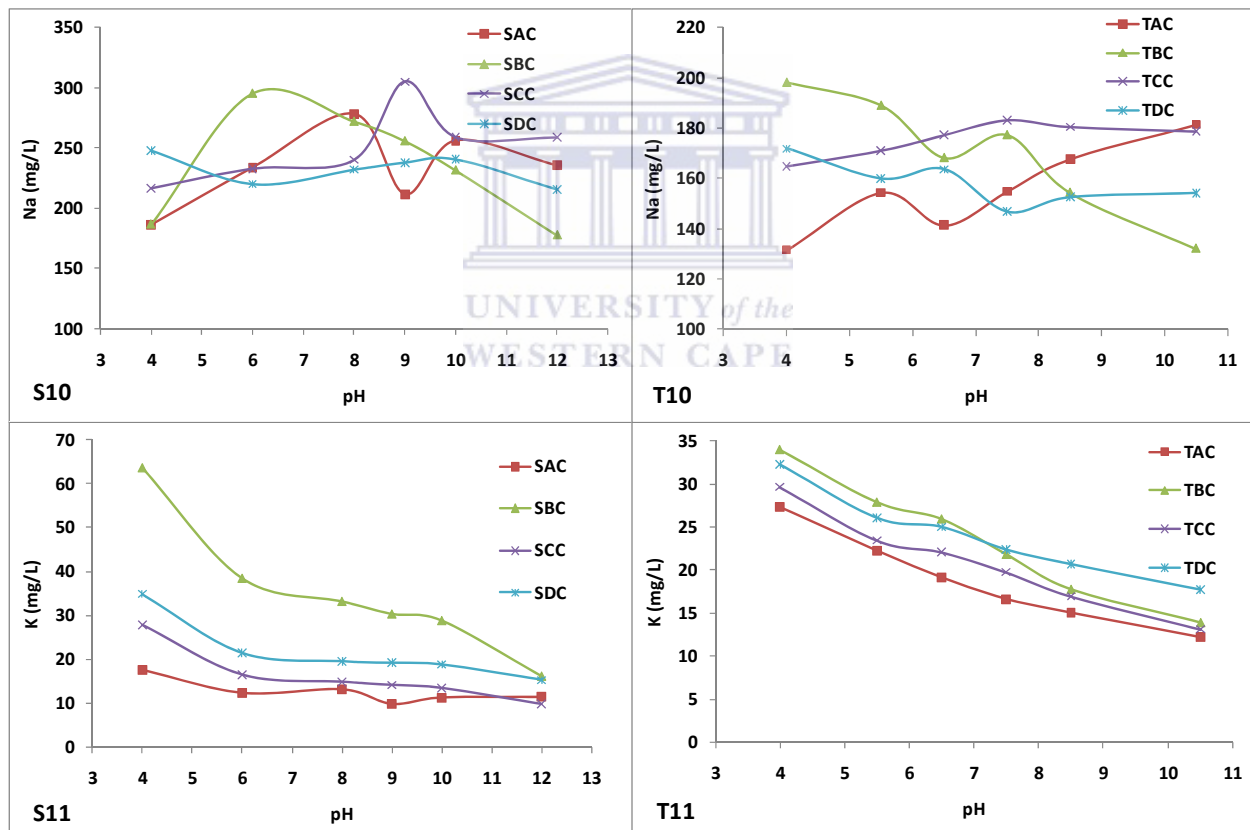 350
300
250
200
150
100
Na (mg/L)
3 4 5 6 7 8 9 10 11 12 13
pH
S10
SAC
SBC
SCC
SDC
220
200
180
160
140
120
100
Na (mg/L)
3 4 5 6 7 8 9 10 11
pH
T10
TAC
TBC
TCC
TDC
UNIVERSITY of the
WESTERN CAPE
70
60
50
40
30
20
10
0
K (mg/L)
3 4 5 6 7 8 9 10 11 12 13
pH
S11
SAC
SBC
SCC
SDC
35
30
25
20
15
10
5
0
K (mg/L)
3 4 5 6 7 8 9 10 11
pH
T11
TAC
TBC
TCC
TDC